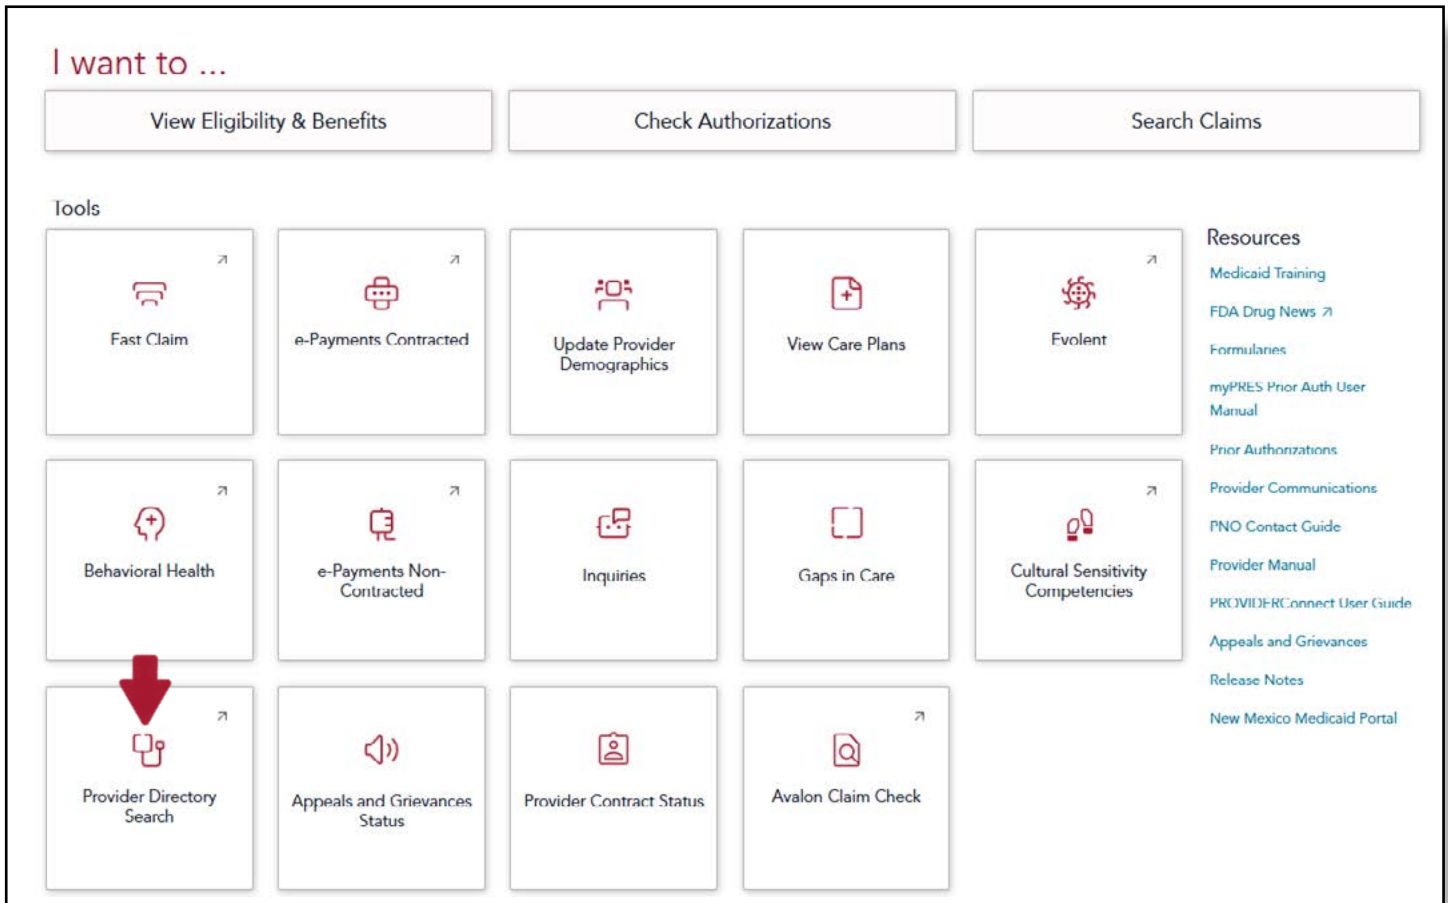 I want to ...
View Eligibility & Benefits
Check Authorizations
Search Claims
Tools
Fast Claim
e-Payments Contracted
Update Provider
Demographics
View Care Plans
Evolent
Behavioral Health
e-Payments Non-
Contracted
Inquiries
Gaps in Care
Cultural Sensitivity
Competencies
Provider Directory
Search
Appeals and Grievances
Status
Provider Contract Status
Avalon Claim Check
Resources
Medicaid Training
FDA Drug News
Formularies
myPRES Prior Auth User
Manual
Prior Authorizations
Provider Communications
PNO Contact Guide
Provider Manual
PROVIDERConnect User Guide
Appeals and Grievances
Release Notes
New Mexico Medicaid Portal